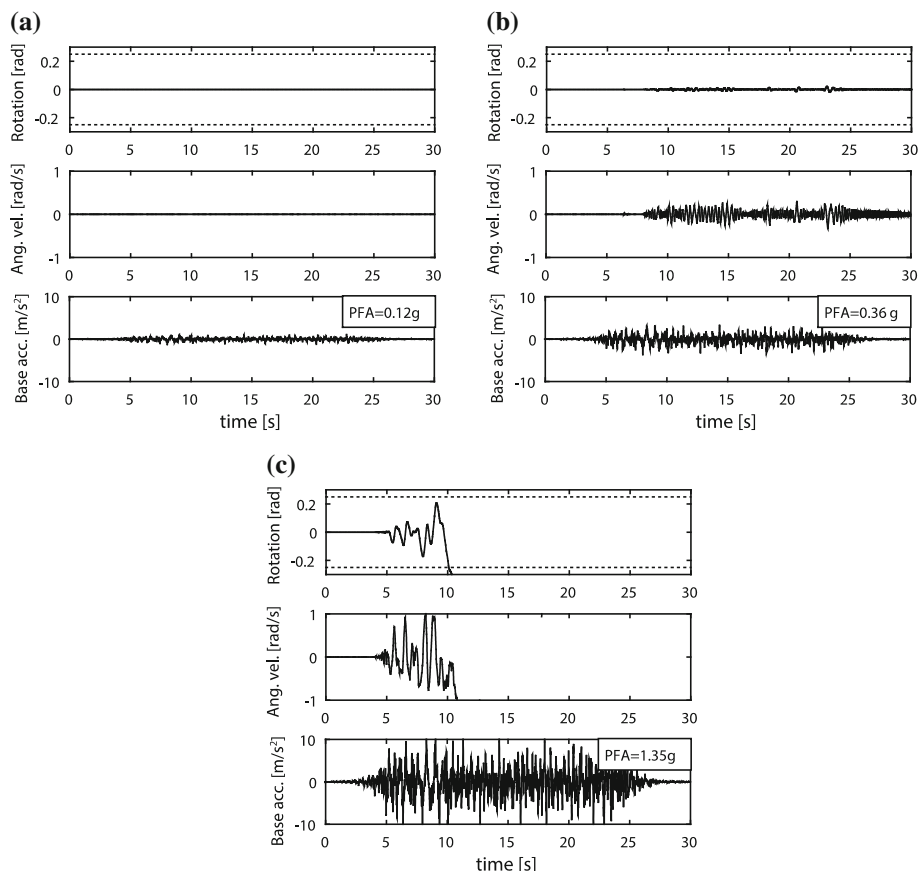 (a)
Rotation [rad]
0.2
0
-0.2
0 5 10 15 20 25 30
Ang. vel. [rad/s]
1
0
-1
0 5 10 15 20 25 30
Base acc. [m/s²]
10
0
-10
PFA=0.12g
0 5 10 15 20 25 30
time [s]
(b)
Rotation [rad]
0.2
0
-0.2
0 5 10 15 20 25 30
Ang. vel. [rad/s]
1
0
-1
0 5 10 15 20 25 30
Base acc. [m/s²]
10
0
-10
PFA=0.36 g
0 5 10 15 20 25 30
time [s]
(c)
Rotation [rad]
0.2
0
-0.2
0 5 10 15 20 25 30
Ang. vel. [rad/s]
1
0
-1
0 5 10 15 20 25 30
Base acc. [m/s²]
10
0
-10
PFA=1.35g
0 5 10 15 20 25 30
time [s]